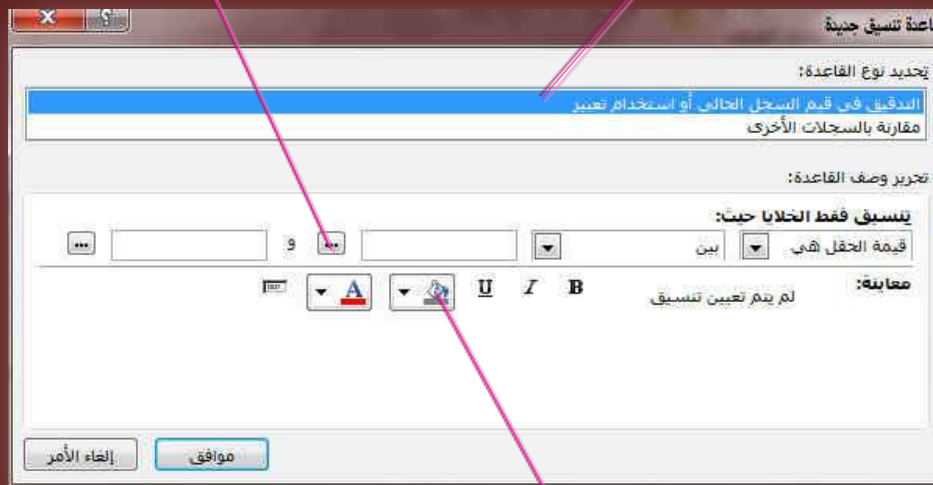 اعدة تنسيق جديدة
تحديد نوع القاعدة:
التدقيق في قيم السجل الحالي أو استخدام تعبير
مقارنة بالسجلات الأخرى
تحرير وصف القاعدة:
تنسيق فقط الخلايا حيث:
قيمة الحقل هي بين و
معاينة: لم يتم تعيين تنسيق B I U A
موافق إلغاء الأمر